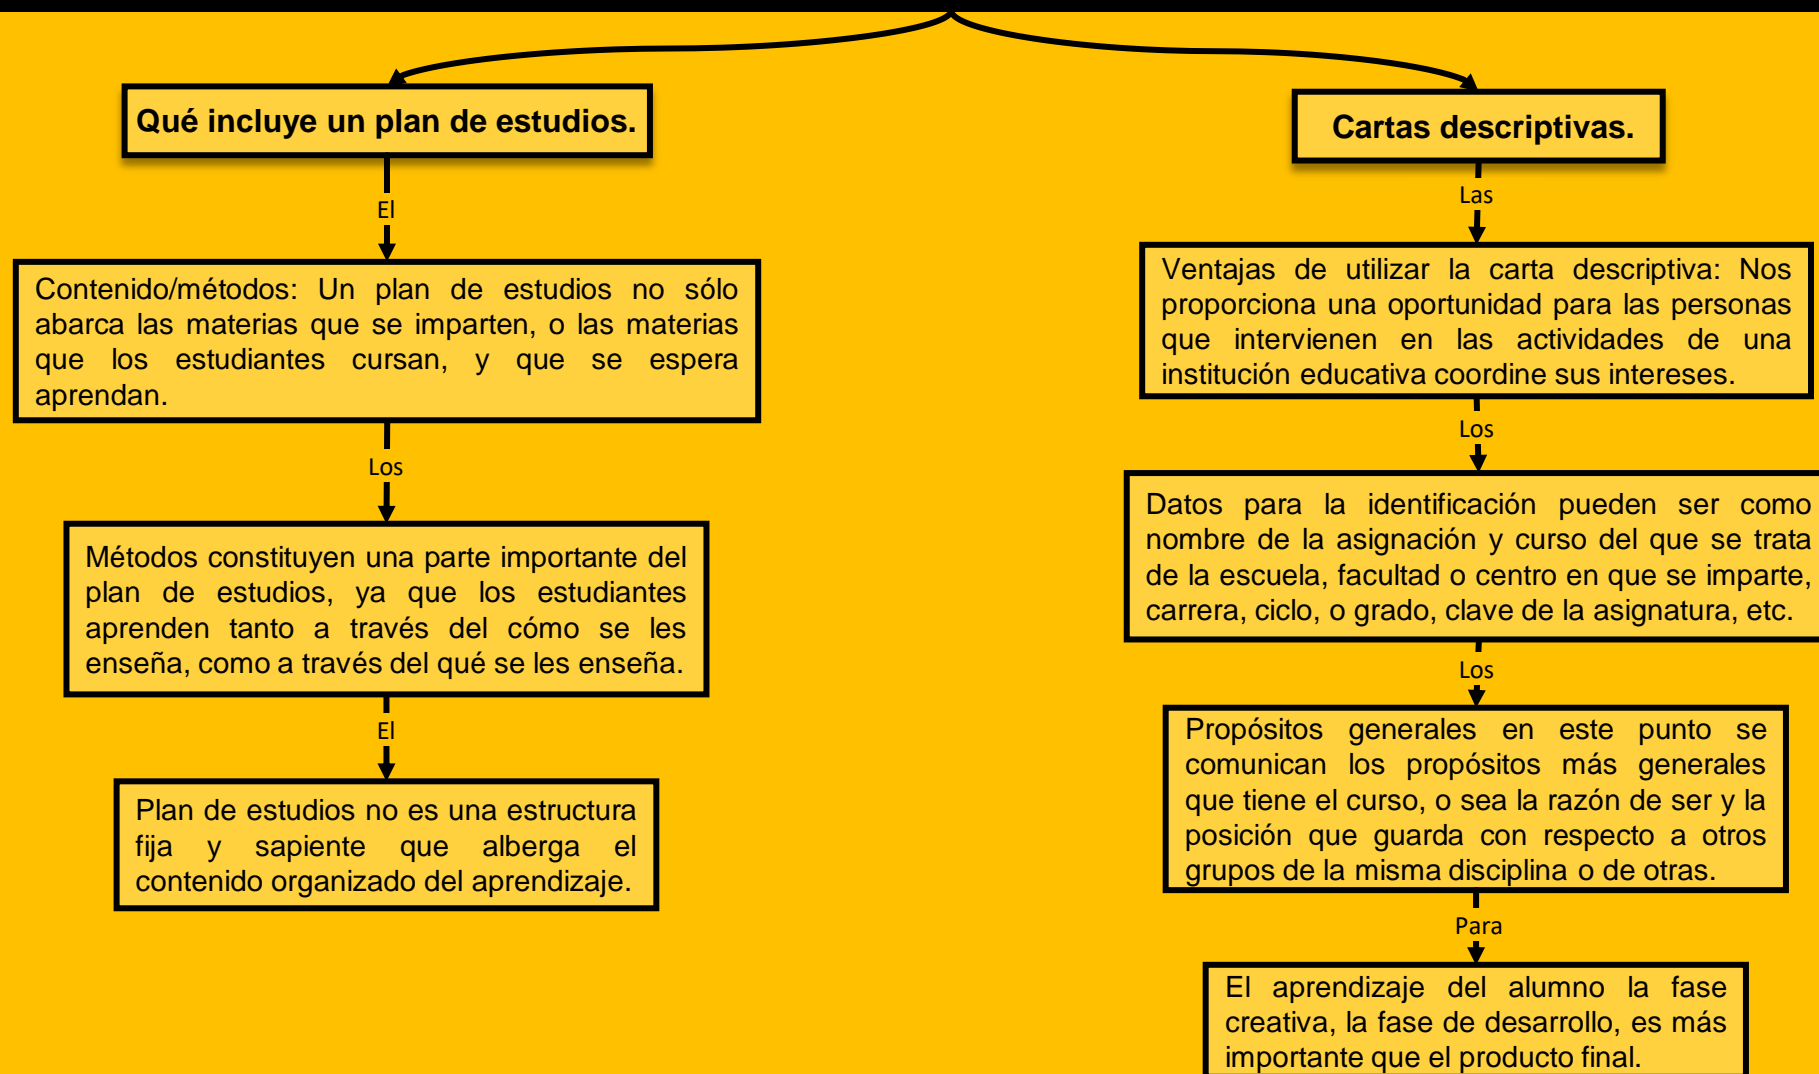 Qué incluye un plan de estudios.
El
Contenido/métodos: Un plan de estudios no sólo
abarca las materias que se imparten, o las materias
que los estudiantes cursan, y que se espera
aprendan.
Los
Métodos constituyen una parte importante del
plan de estudios, ya que los estudiantes
aprenden tanto a través del cómo se les
enseña, como a través del qué se les enseña.
El
Plan de estudios no es una estructura
fija y sapiente que alberga el
contenido organizado del aprendizaje.
Cartas descriptivas.
Las
Ventajas de utilizar la carta descriptiva: Nos
proporciona una oportunidad para las personas
que intervienen en las actividades de una
institución educativa coordine sus intereses.
Los
Datos para la identificación pueden ser como
nombre de la asignación y curso del que se trata
de la escuela, facultad o centro en que se imparte,
carrera, ciclo, o grado, clave de la asignatura, etc.
Los
Propósitos generales en este punto se
comunican los propósitos más generales
que tiene el curso, o sea la razón de ser y la
posición que guarda con respecto a otros
grupos de la misma disciplina o de otras.
Para
El aprendizaje del alumno la fase
creativa, la fase de desarrollo, es más
importante que el producto final.